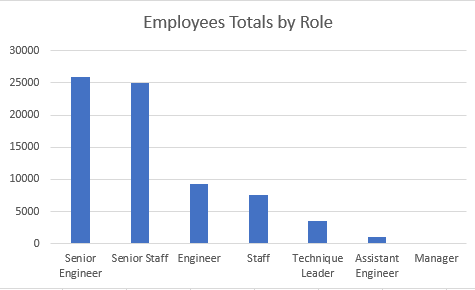 Employees Totals by Role
30000
25000
20000
15000
10000
5000
0
Senior Engineer
Senior Staff
Engineer
Staff
Technique Leader
Assistant Engineer
Manager